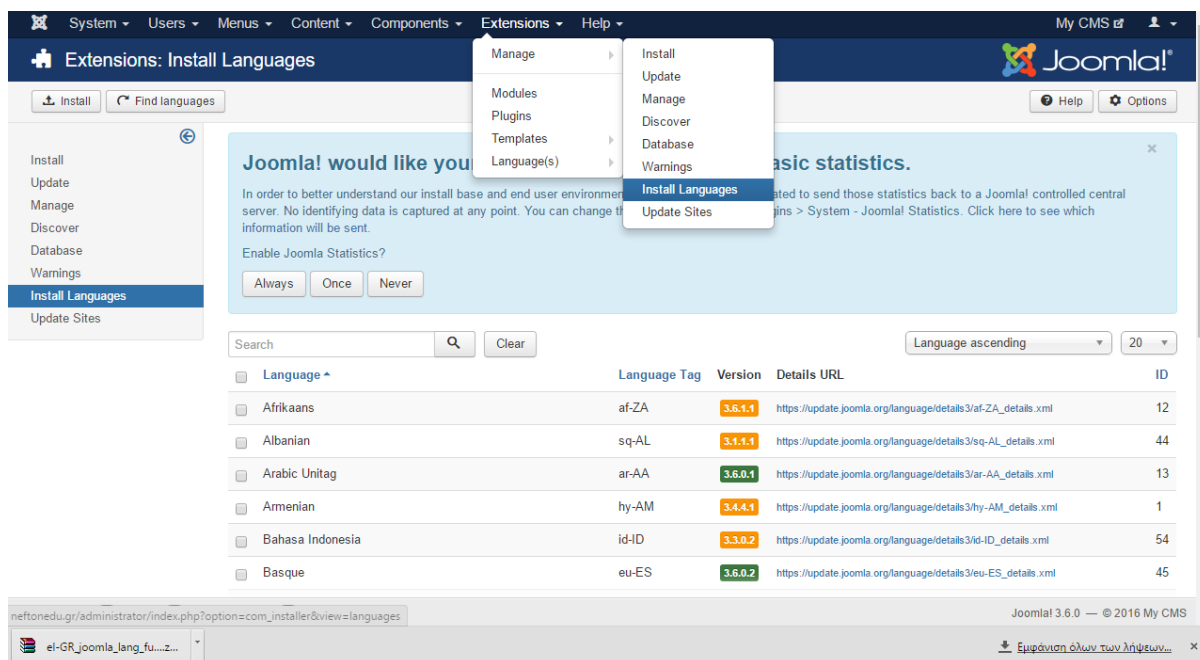 System Users Menus Content Components Extensions Help My CMS
Extensions: Install Languages Joomla!®
Install Find languages Help Options
Manage
Modules
Plugins
Templates
Language(s)
Install
Update
Manage
Discover
Database
Warnings
Install Languages
Update Sites
Install
Update
Manage
Discover
Database
Warnings
Install Languages
Update Sites
Joomla! would like your asic statistics.
In order to better understand our install base and end user environmen ated to send those statistics back to a Joomla! controlled central
server. No identifying data is captured at any point. You can change th gins > System - Joomla! Statistics. Click here to see which
information will be sent.
Enable Joomla Statistics?
Always Once Never
Search Clear Language ascending 20
Language Language Tag Version Details URL ID
Afrikaans af-ZA 3.6.1.1 https://update.joomla.org/language/details3/af-ZA_details.xml 12
Albanian sq-AL 3.1.1.1 https://update.joomla.org/language/details3/sq-AL_details.xml 44
Arabic Unitag ar-AA 3.6.0.1 https://update.joomla.org/language/details3/ar-AA_details.xml 13
Armenian hy-AM 3.4.4.1 https://update.joomla.org/language/details3/hy-AM_details.xml 1
Bahasa Indonesia id-ID 3.3.0.2 https://update.joomla.org/language/details3/id-ID_details.xml 54
Basque eu-ES 3.6.0.2 https://update.joomla.org/language/details3/eu-ES_details.xml 45
neftonedu.gr/administrator/index.php?option=com_installer&view=languages Joomla! 3.6.0 — © 2016 My CMS
el-GR_joomla_lang_fu....z... Εμφάνιση όλων των λήψεων...